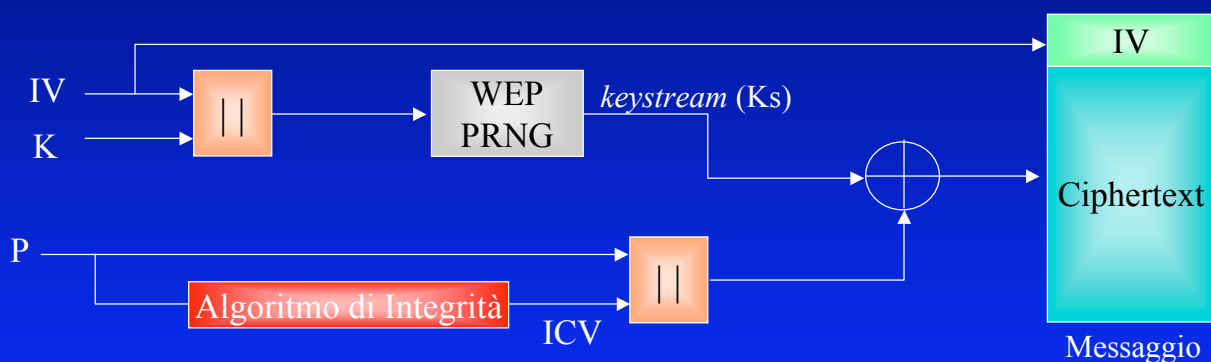 IV
IV
K
||
WEP
PRNG
keystream (Ks)
Ciphertext
P
||
Algoritmo di Integrità
ICV
Messaggio